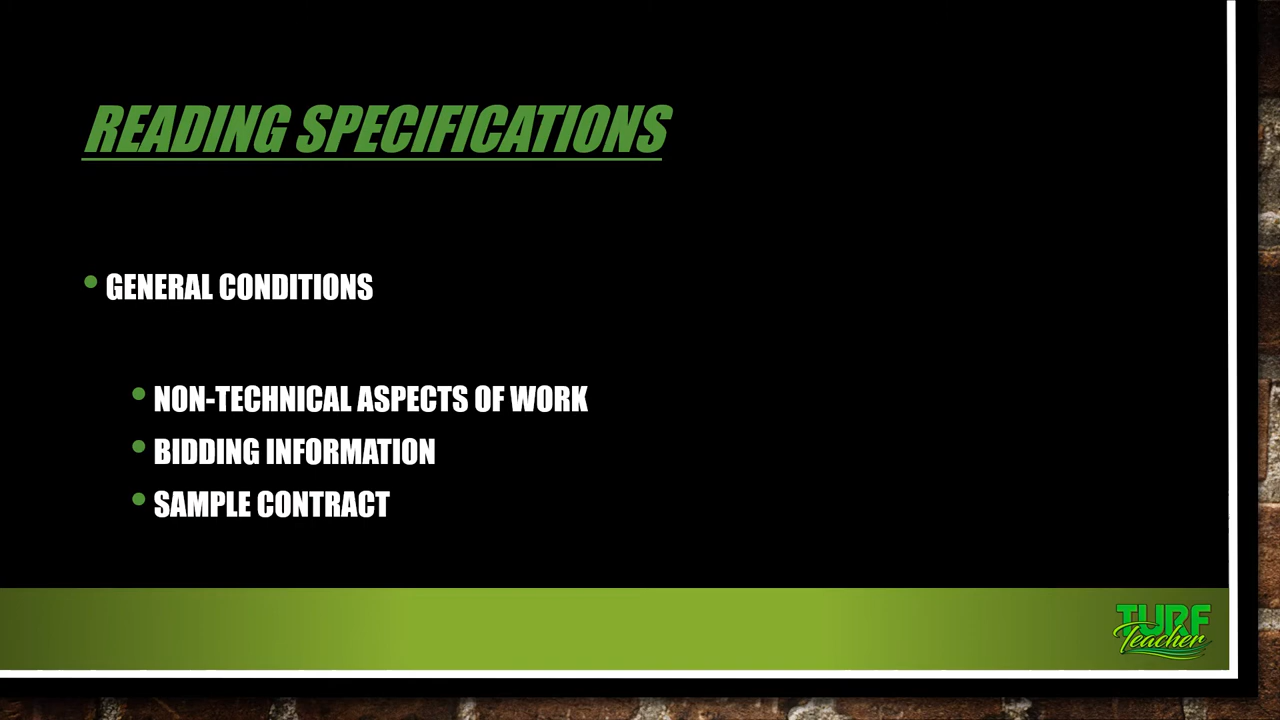 READING SPECIFICATIONS
• GENERAL CONDITIONS
• NON-TECHNICAL ASPECTS OF WORK
• BIDDING INFORMATION
• SAMPLE CONTRACT
TURF
Teacher